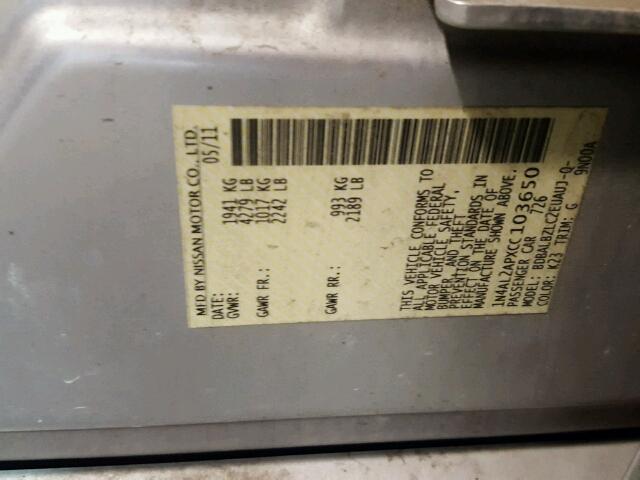 MFD BY NISSAN MOTOR CO., LTD.
DATE: 05/11
GVWR: 1941 KG
4279 LB
GAWR FR.: 1017 KG
2242 LB
GAWR RR.: 993 KG
2189 LB
THIS VEHICLE CONFORMS TO
ALL APPLICABLE FEDERAL
MOTOR VEHICLE SAFETY,
BUMPER, AND THEFT
PREVENTION STANDARDS IN
EFFECT ON THE DATE OF
MANUFACTURE SHOWN ABOVE.
1N4AL2APXCC103650
PASSENGER CAR 726
MODEL: BDBALBZLC2EUAUJ-Q-
COLOR: K23 TRIM: G 9N00A